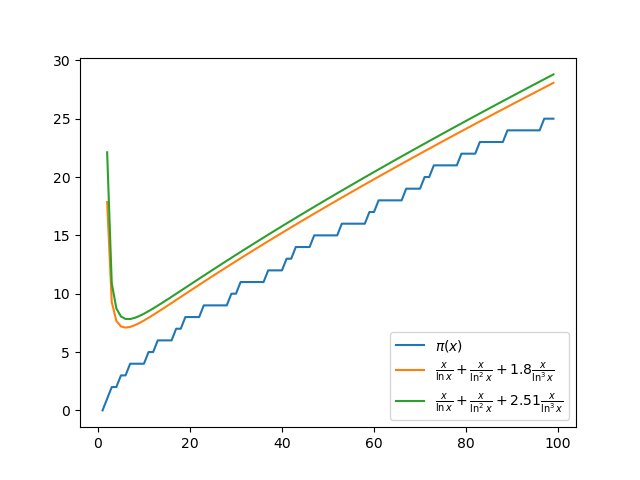 30
25
20
15
10
5
0
0 20 40 60 80 100
π(x)
x/ln x + x/ln² x + 1.8 x/ln³ x
x/ln x + x/ln² x + 2.51 x/ln³ x